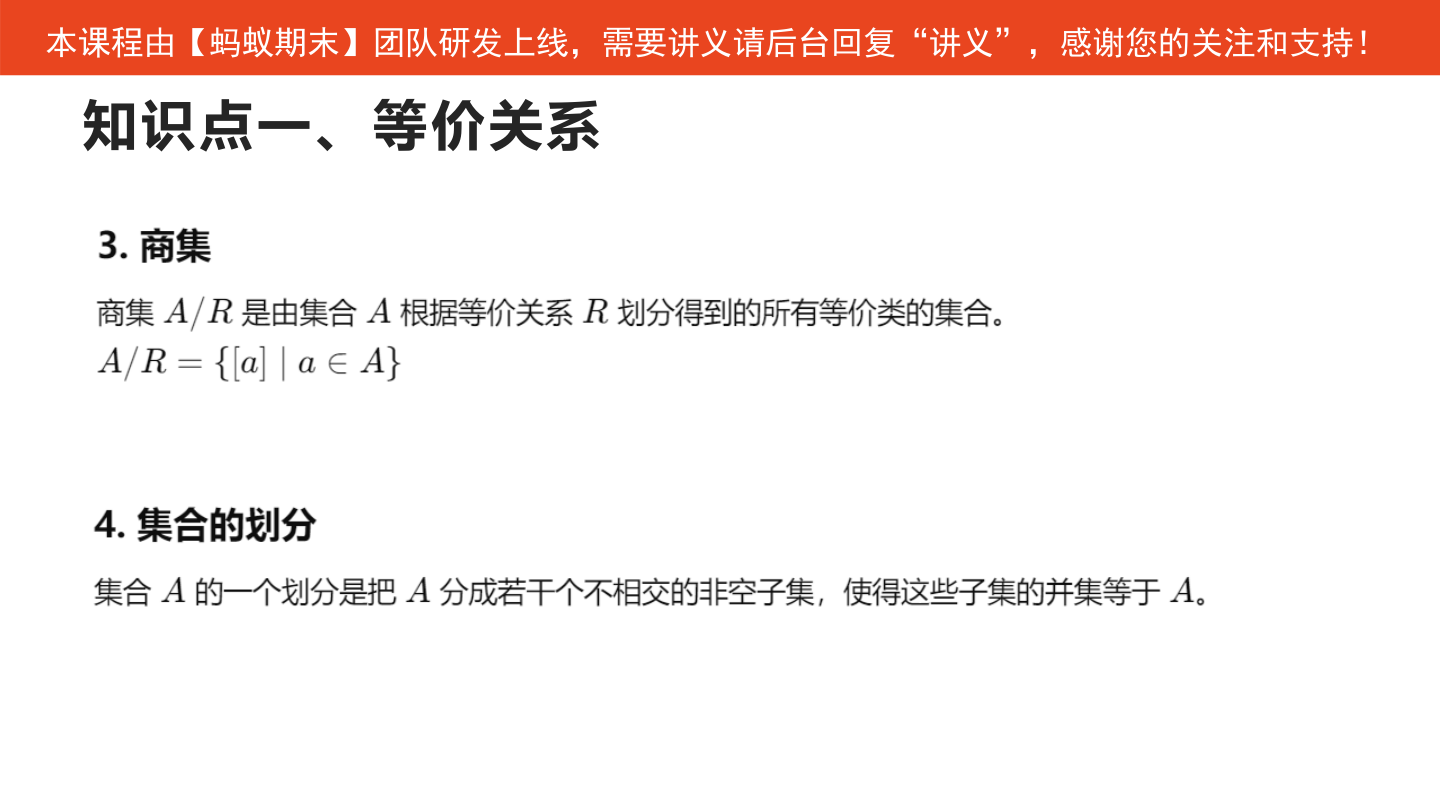 本课程由【蚂蚁期末】团队研发上线，需要讲义请后台回复“讲义”，感谢您的关注和支持！
知识点一、等价关系
3. 商集
商集 A/R 是由集合 A 根据等价关系 R 划分得到的所有等价类的集合。
A/R = {[a] | a ∈ A}
4. 集合的划分
集合 A 的一个划分是把 A 分成若干个不相交的非空子集，使得这些子集的并集等于 A。